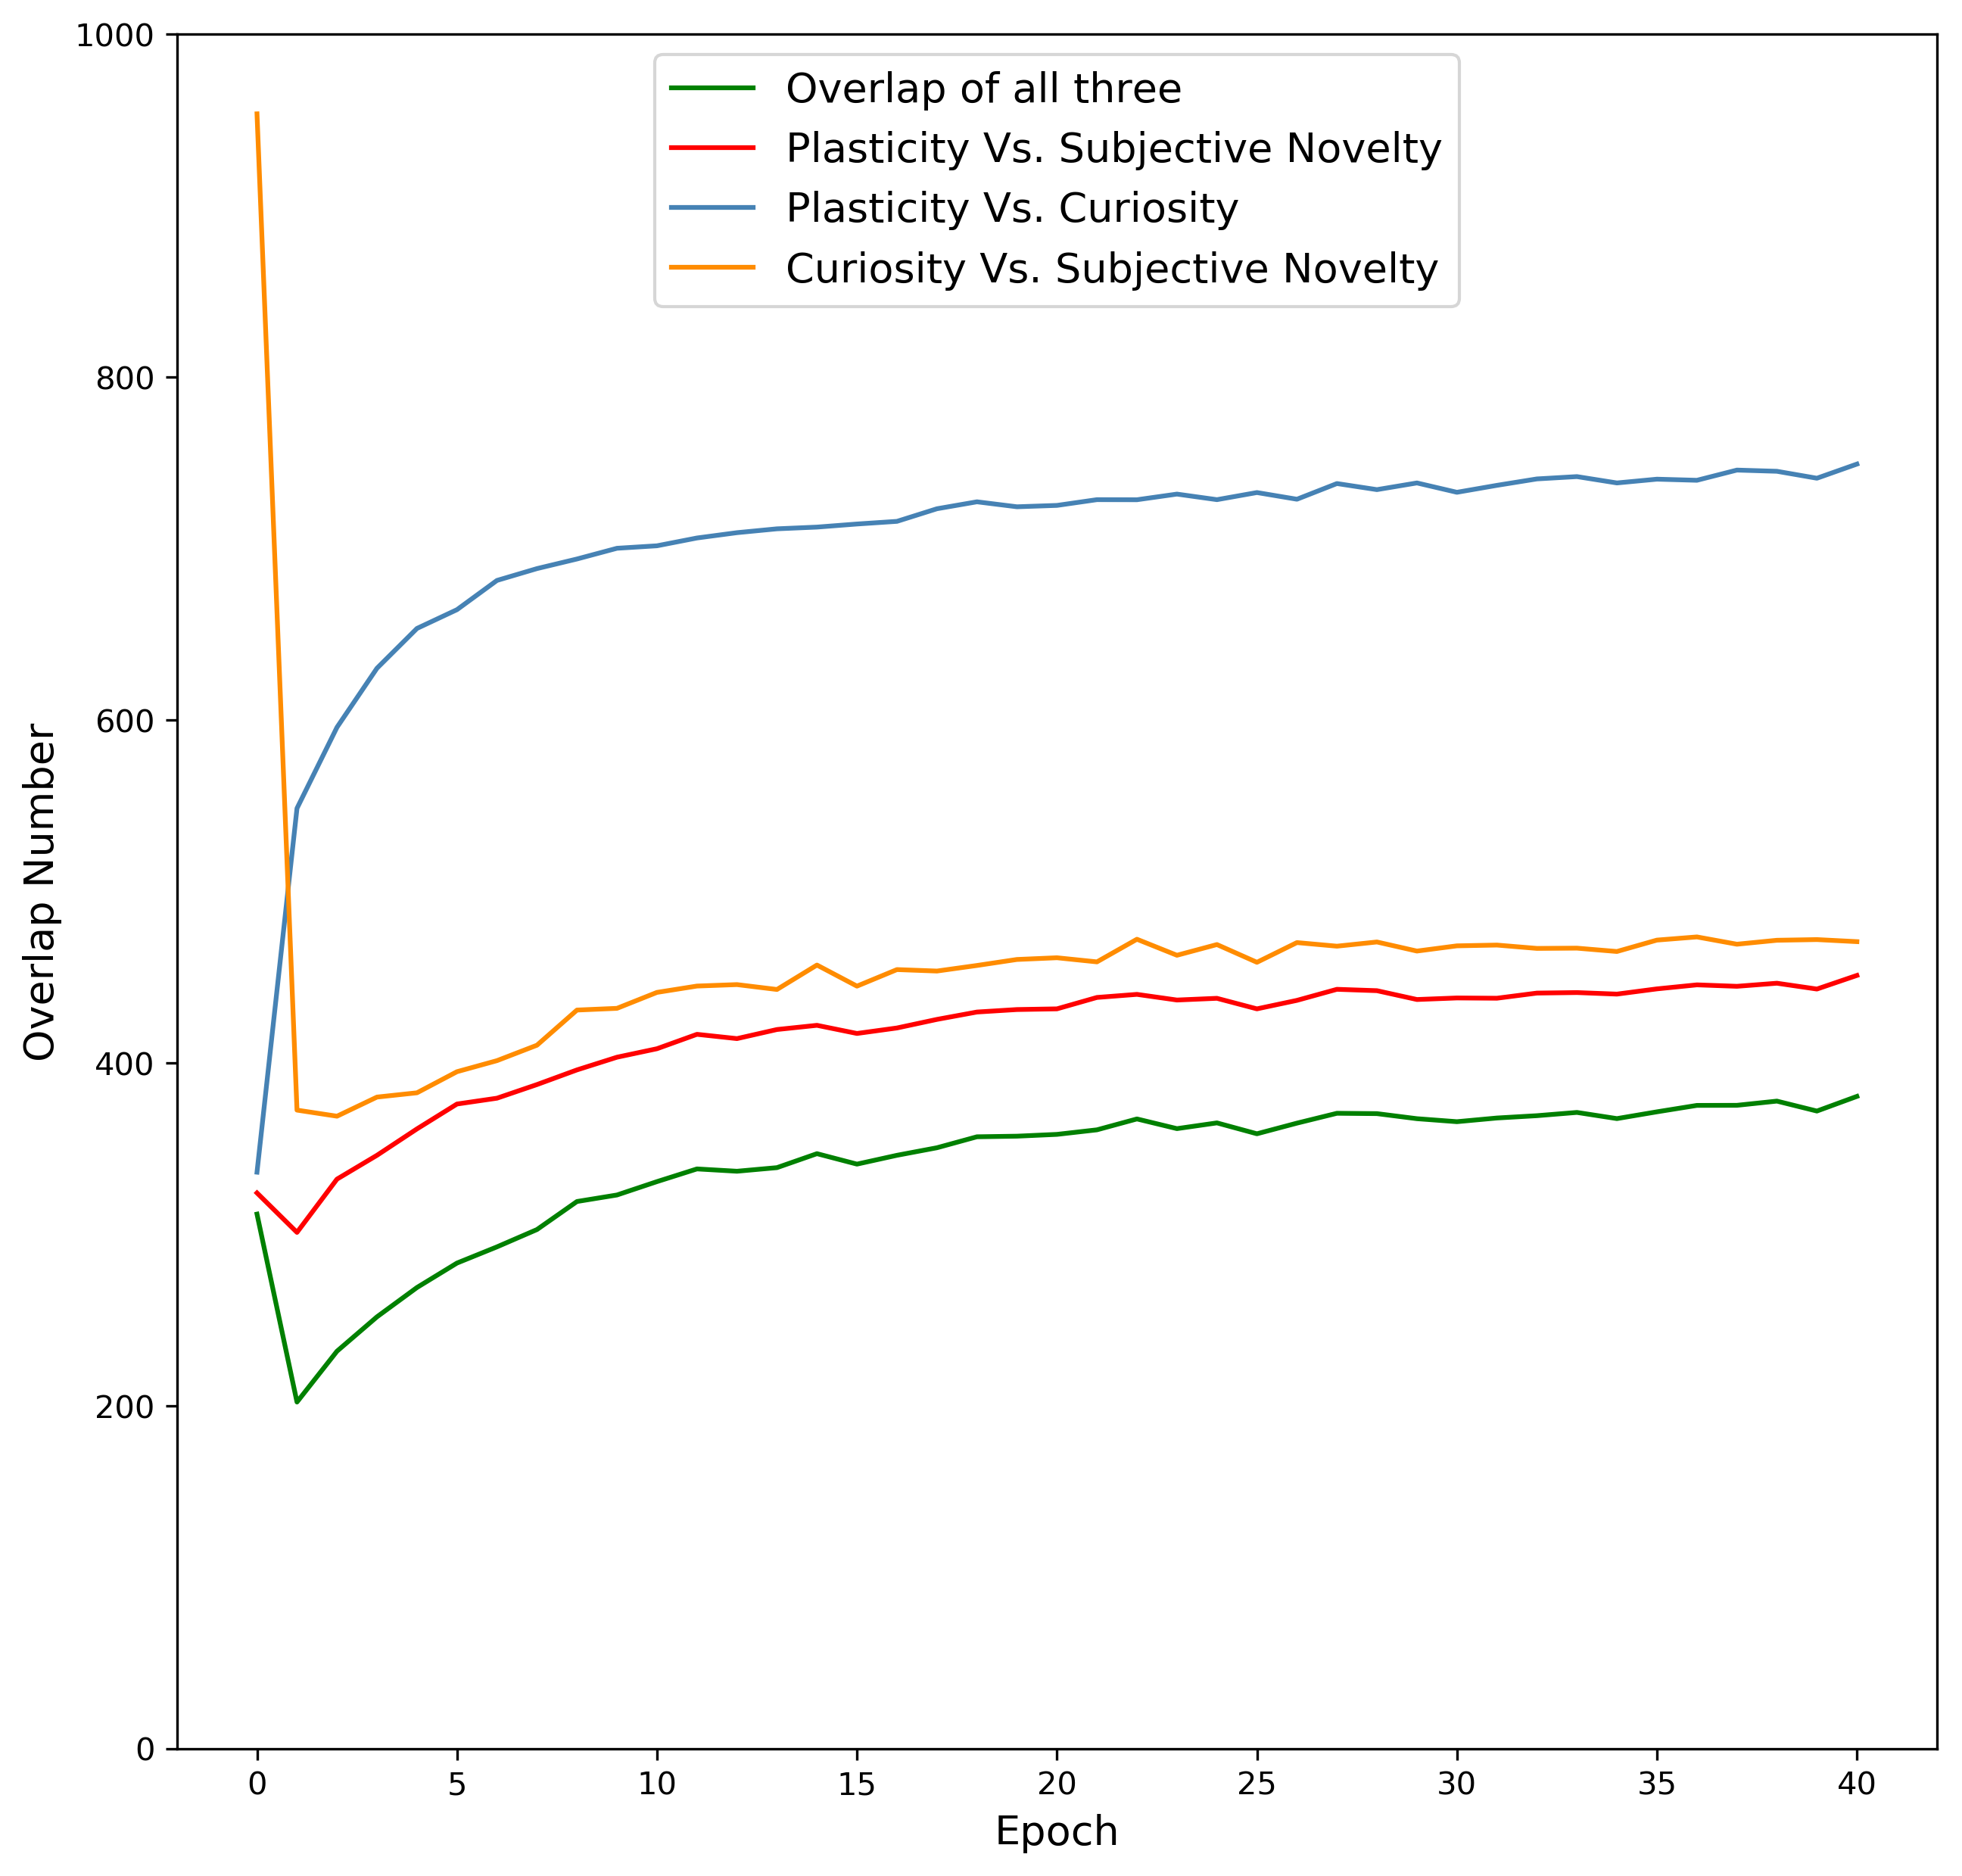 1000
800
600
400
200
0
Overlap Number
Overlap of all three
Plasticity Vs. Subjective Novelty
Plasticity Vs. Curiosity
Curiosity Vs. Subjective Novelty
0 5 10 15 20 25 30 35 40
Epoch